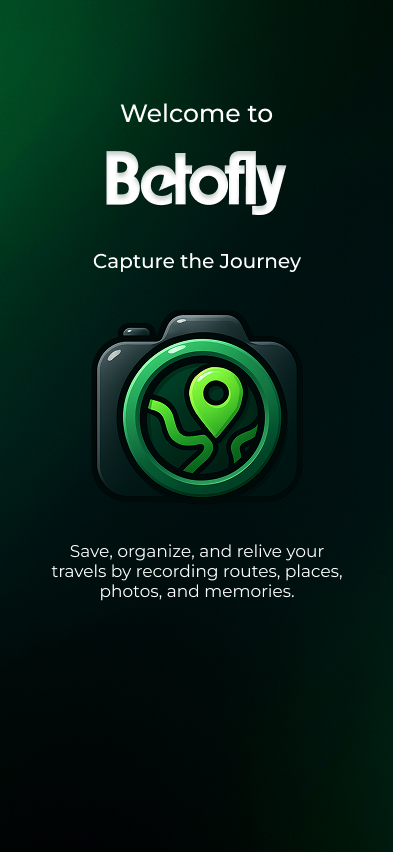 Welcome to
Betofly
Capture the Journey
Save, organize, and relive your
travels by recording routes, places,
photos, and memories.